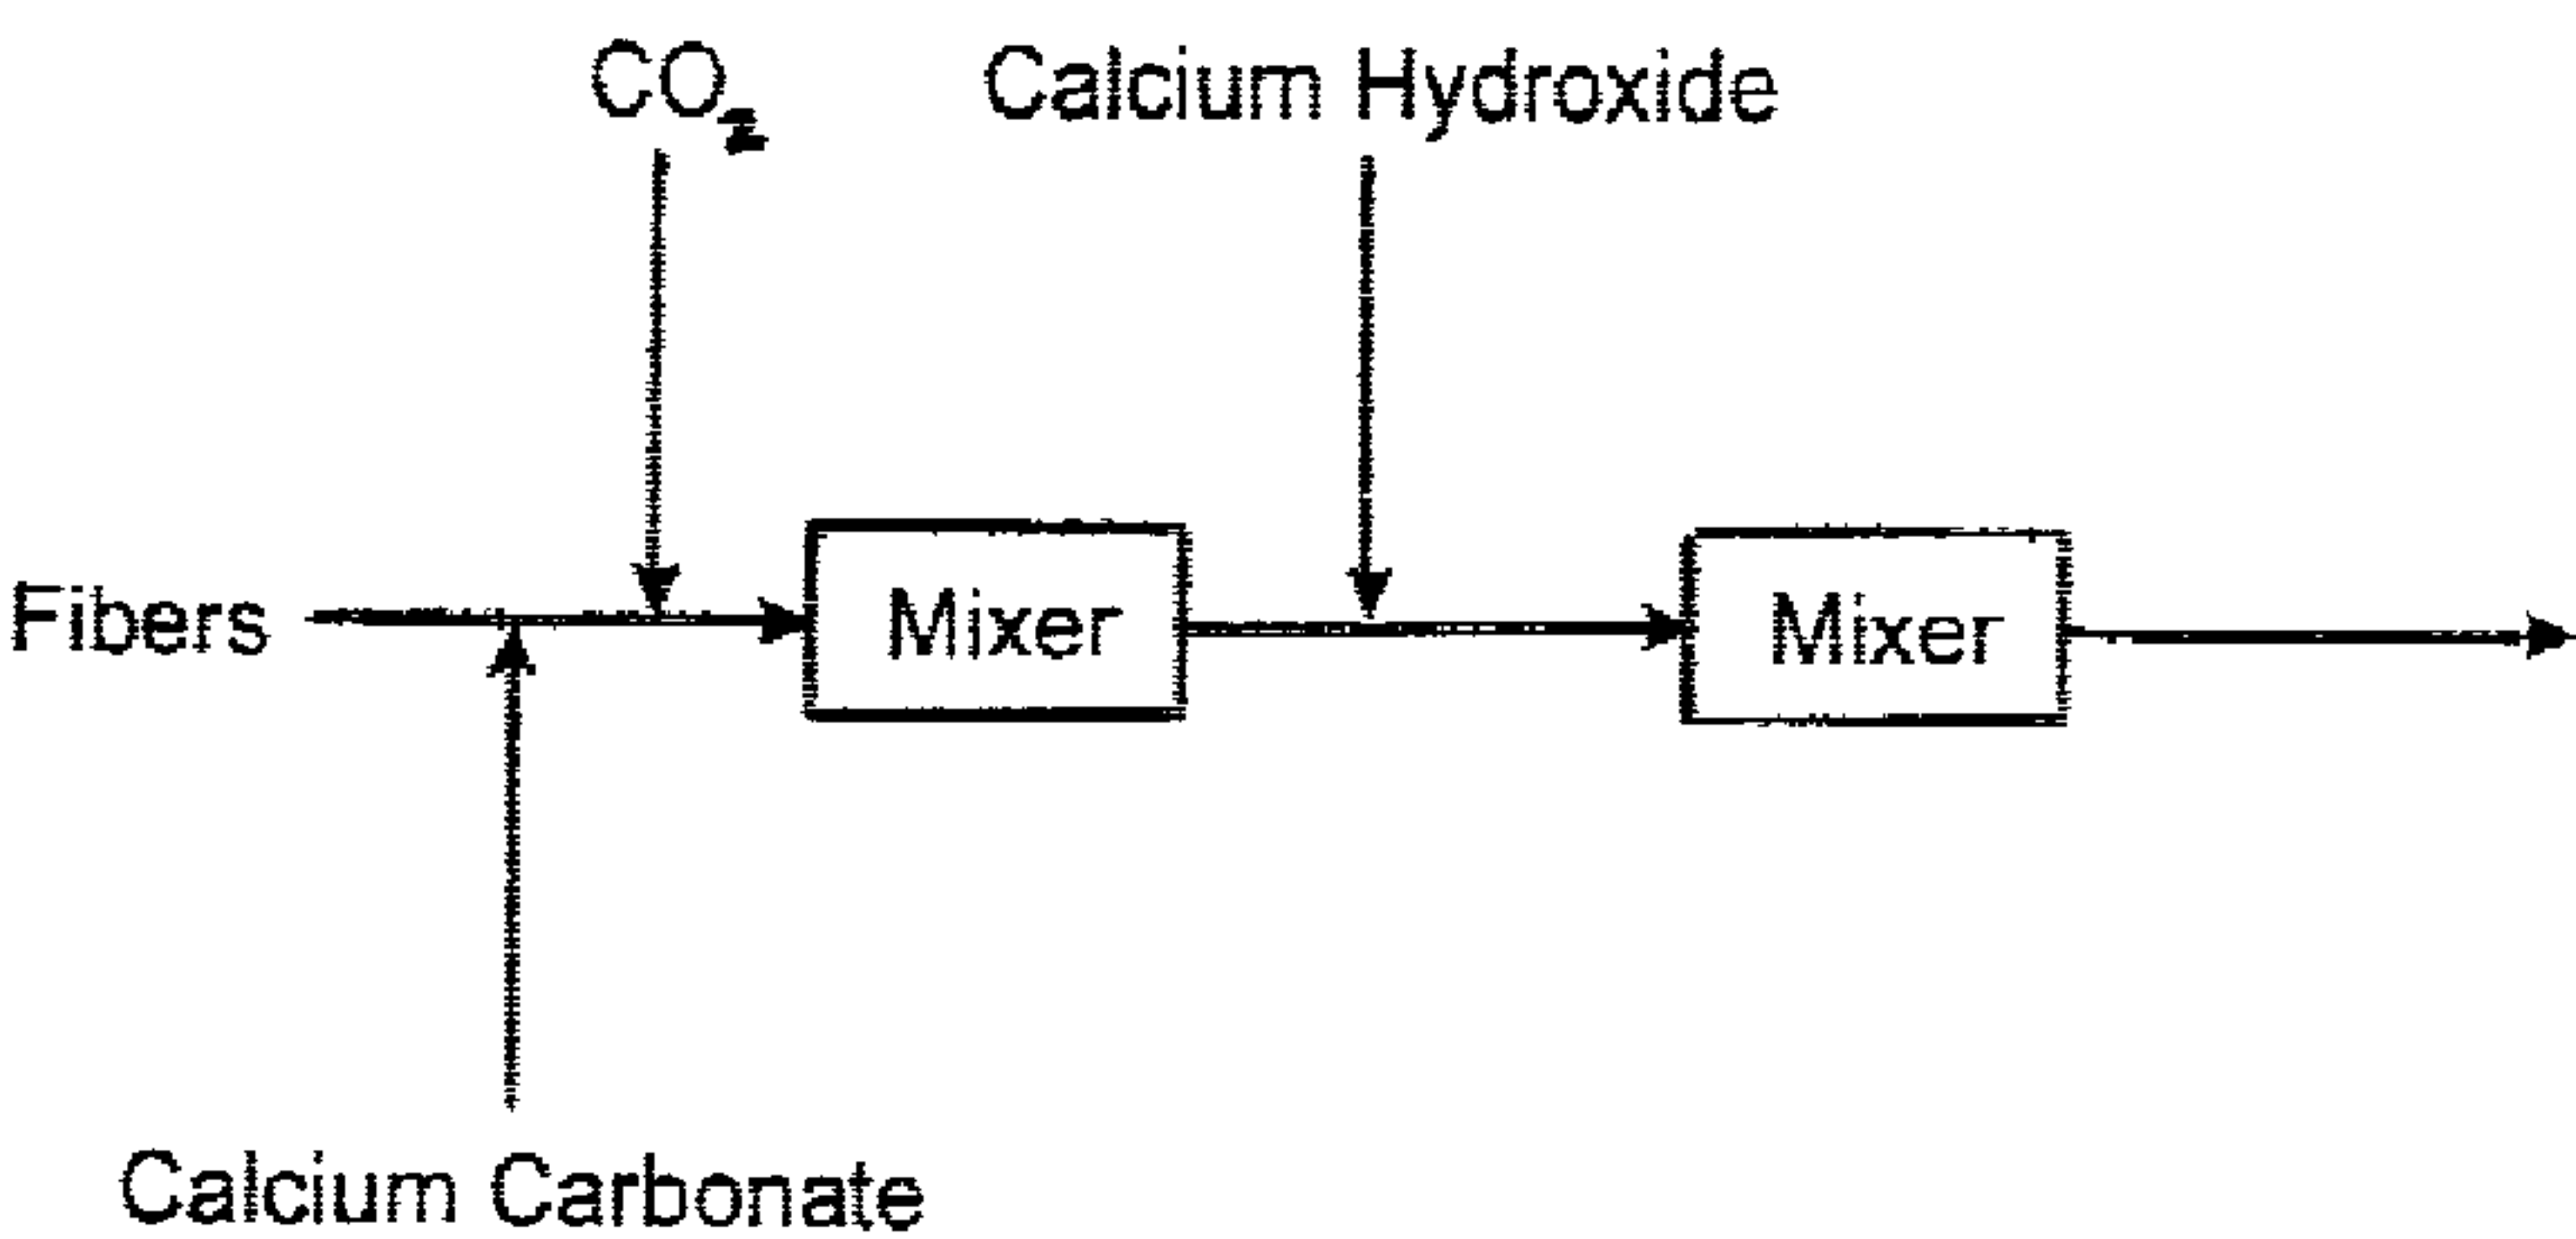 CO₂
Calcium Hydroxide
Fibers
Mixer
Mixer
Calcium Carbonate